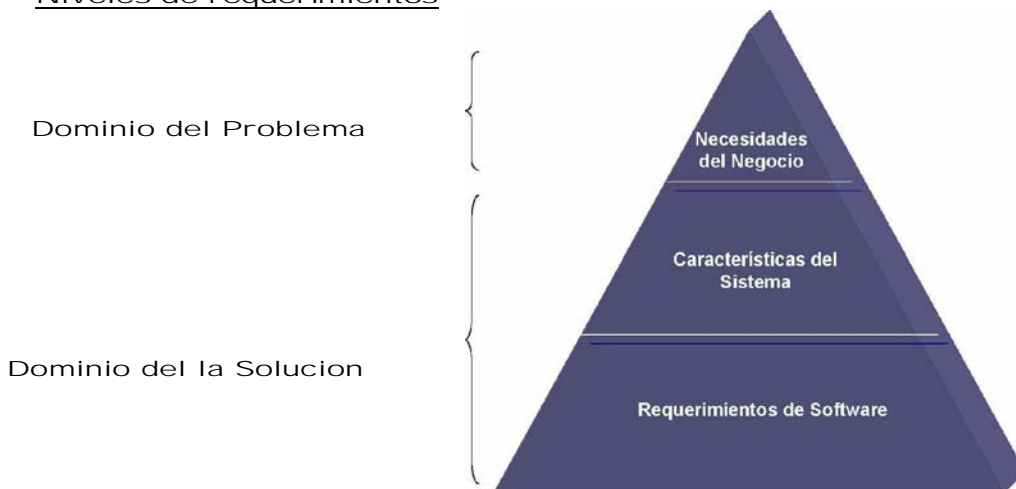 Niveles de requerimientos
Dominio del Problema
Necesidades
del Negocio
Características del
Sistema
Dominio del la Solucion
Requerimientos de Software